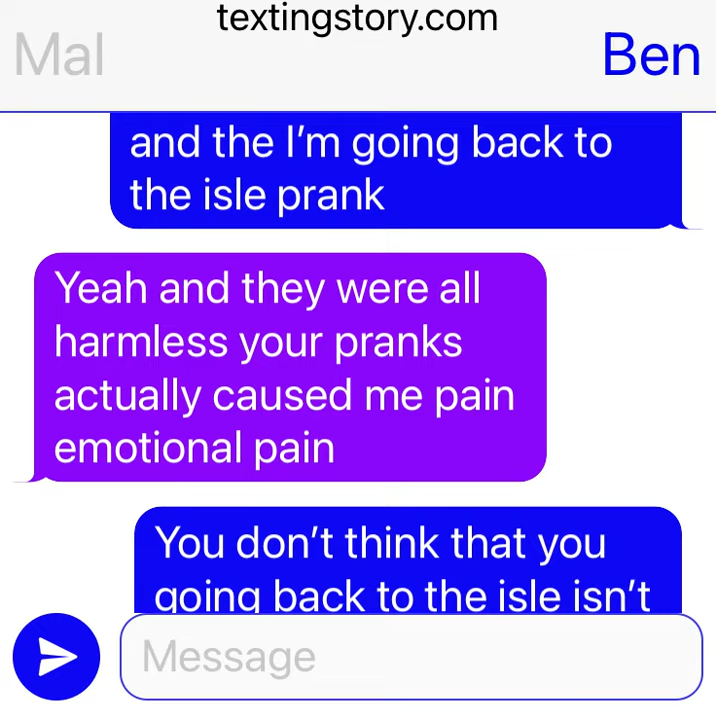 textingstory.com
Mal
Ben
and the I'm going back to
the isle prank
Yeah and they were all
harmless your pranks
actually caused me pain
emotional pain
You don't think that you
going back to the isle isn't
Message